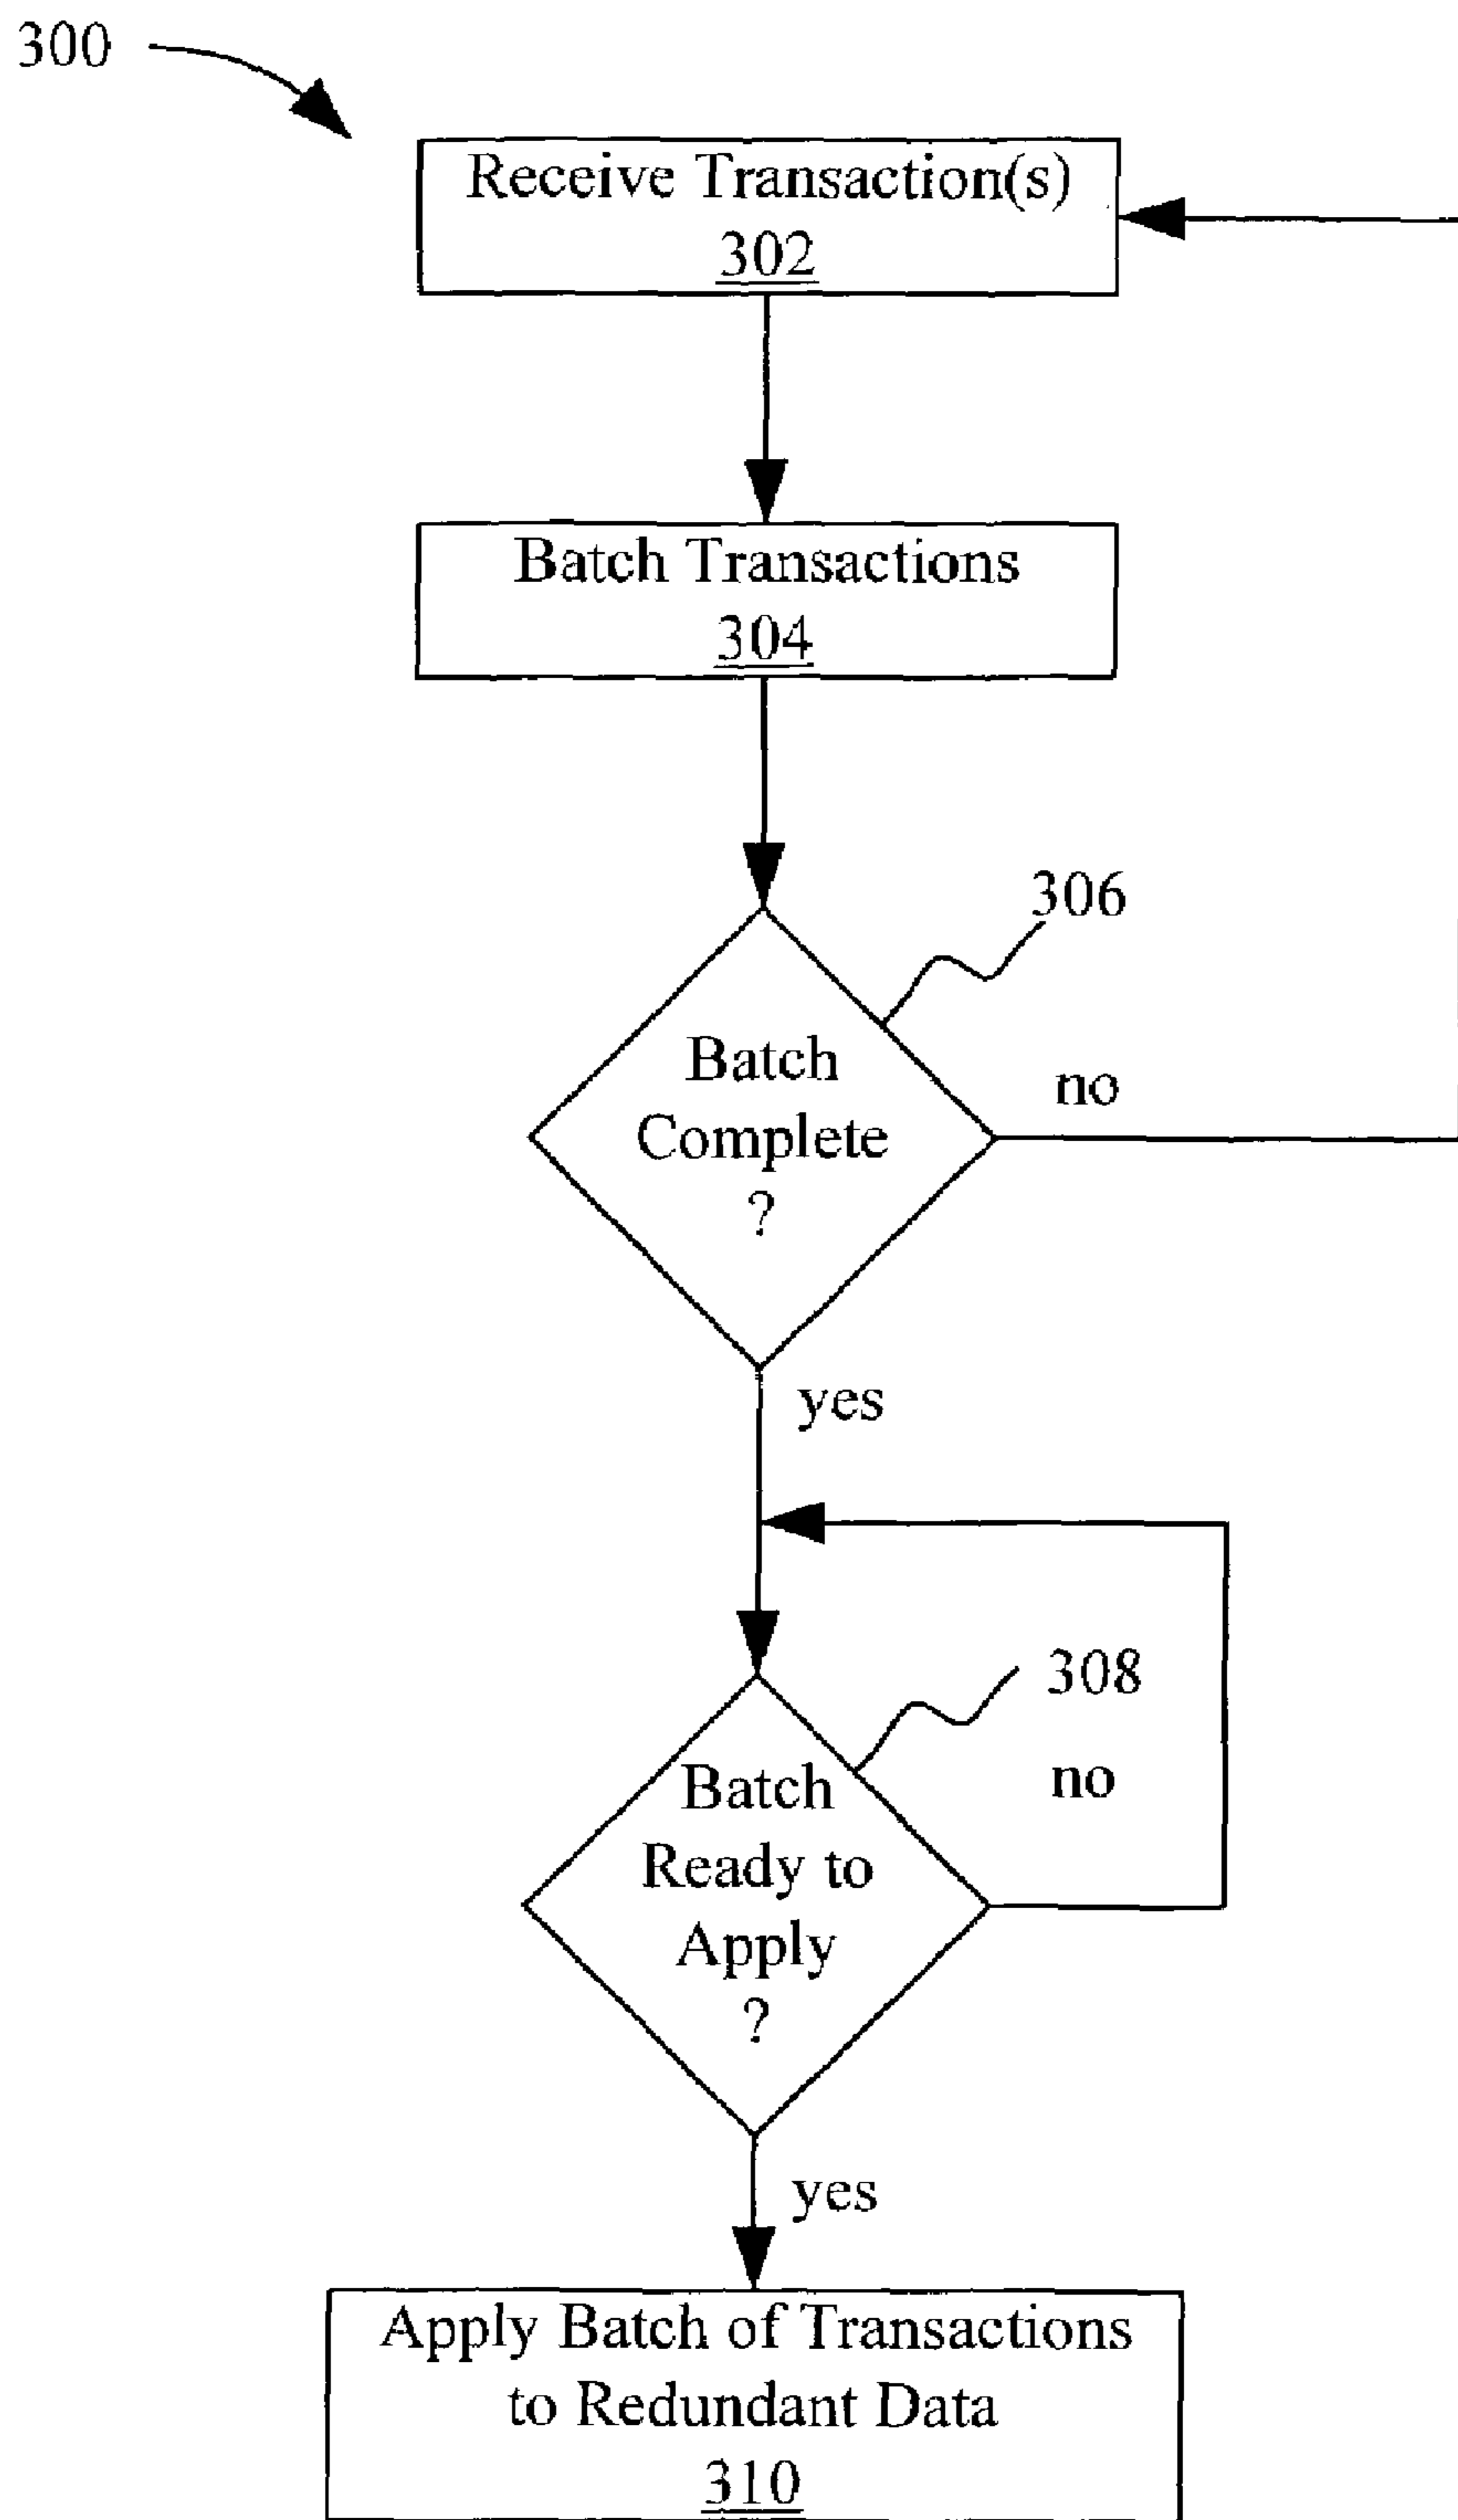 300
Receive Transaction(s)
302
Batch Transactions
304
306
Batch
Complete
?
no
yes
308
no
Batch
Ready to
Apply
?
yes
Apply Batch of Transactions
to Redundant Data
310